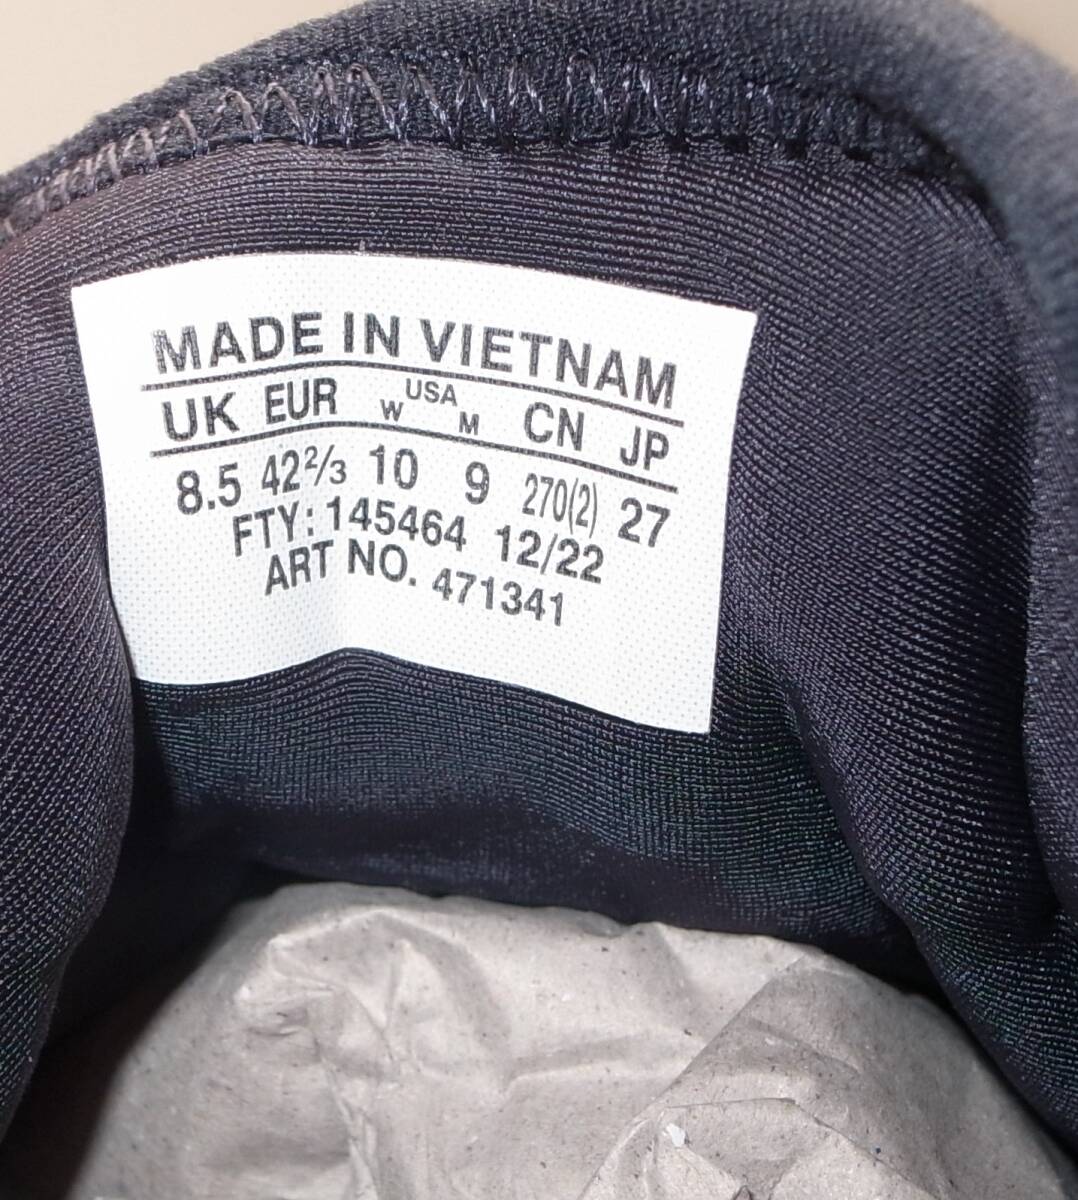 MADE IN VIETNAM
UK EUR W USA M CN JP
8.5 42⅔ 10 9 270(2) 27
FTY: 145464 12/22
ART NO. 471341